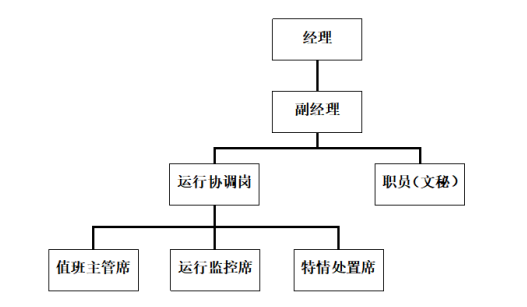 经理
副经理
运行协调岗
职员（文秘）
值班主管席
运行监控席
特情处置席